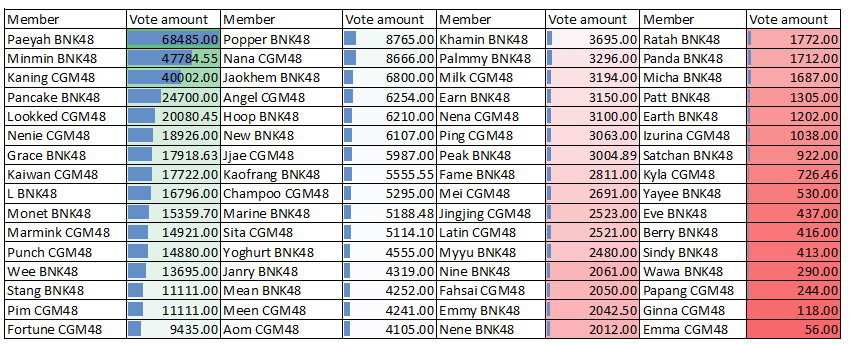 Member Vote amount Member Vote amount Member Vote amount Member Vote amount
Paeyah BNK48 68485.00 Popper BNK48 8765.00 Khamin BNK48 3695.00 Ratah BNK48 1772.00
Minmin BNK48 47784.55 Nana CGM48 8666.00 Palmmy BNK48 3296.00 Panda BNK48 1712.00
Kaning CGM48 40002.00 Jaokhem BNK48 6800.00 Milk CGM48 3194.00 Micha BNK48 1687.00
Pancake BNK48 24700.00 Angel CGM48 6254.00 Earn BNK48 3150.00 Patt BNK48 1305.00
Lookked CGM48 20080.45 Hoop BNK48 6210.00 Nena CGM48 3100.00 Earth BNK48 1202.00
Nenie CGM48 18926.00 New BNK48 6107.00 Ping CGM48 3063.00 Izurina CGM48 1038.00
Grace BNK48 17918.63 Jjae CGM48 5987.00 Peak BNK48 3004.89 Satchan BNK48 922.00
Kaiwan CGM48 17722.00 Kaofrang BNK48 5555.55 Fame BNK48 2811.00 Kyla CGM48 726.46
L BNK48 16796.00 Champoo CGM48 5295.00 Mei CGM48 2691.00 Yayee BNK48 530.00
Monet BNK48 15359.70 Marine BNK48 5188.48 Jingjing CGM48 2523.00 Eve BNK48 437.00
Marmink CGM48 14921.00 Sita CGM48 5114.10 Latin CGM48 2521.00 Berry BNK48 416.00
Punch CGM48 14880.00 Yoghurt BNK48 4555.00 Myyu BNK48 2480.00 Sindy BNK48 413.00
Wee BNK48 13695.00 Janry BNK48 4319.00 Nine BNK48 2061.00 Wawa BNK48 290.00
Stang BNK48 11111.00 Mean BNK48 4252.00 Fahsai CGM48 2050.00 Papang CGM48 244.00
Pim CGM48 11111.00 Meen CGM48 4241.00 Emmy BNK48 2042.50 Ginna CGM48 118.00
Fortune CGM48 9435.00 Aom CGM48 4105.00 Nene BNK48 2012.00 Emma CGM48 56.00